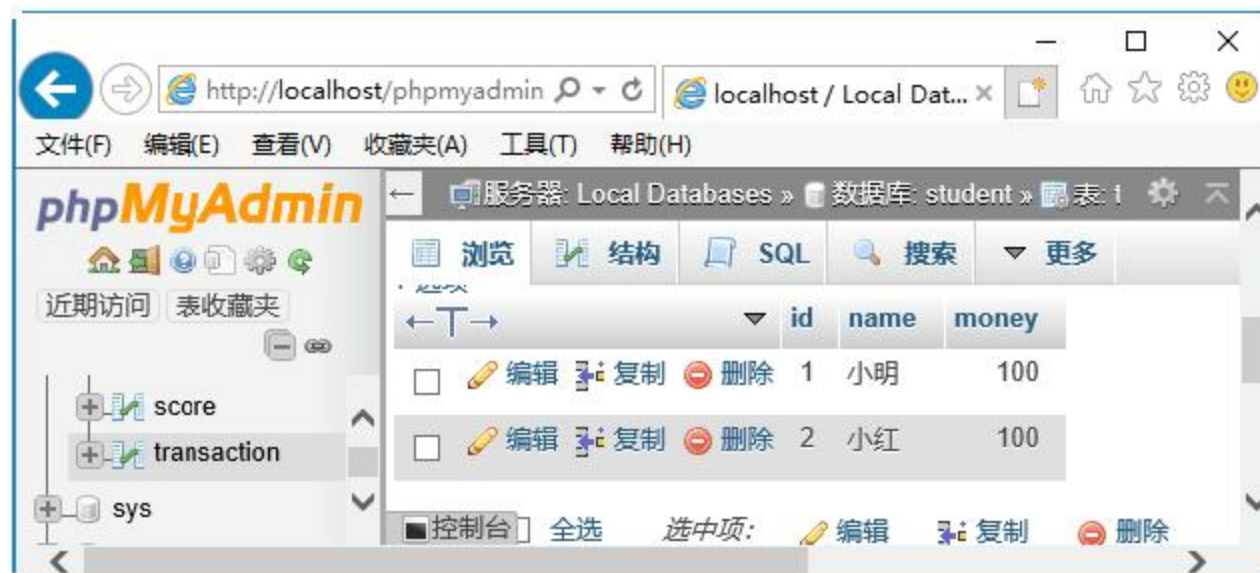 http://localhost/phpmyadmin
localhost / Local Dat...
文件(F) 编辑(E) 查看(V) 收藏夹(A) 工具(T) 帮助(H)
phpMyAdmin
近期访问 表收藏夹
score
transaction
sys
服务器: Local Databases » 数据库: student » 表: t
浏览 结构 SQL 搜索 更多
id name money
编辑 复制 删除 1 小明 100
编辑 复制 删除 2 小红 100
控制台 全选 选中项: 编辑 复制 删除